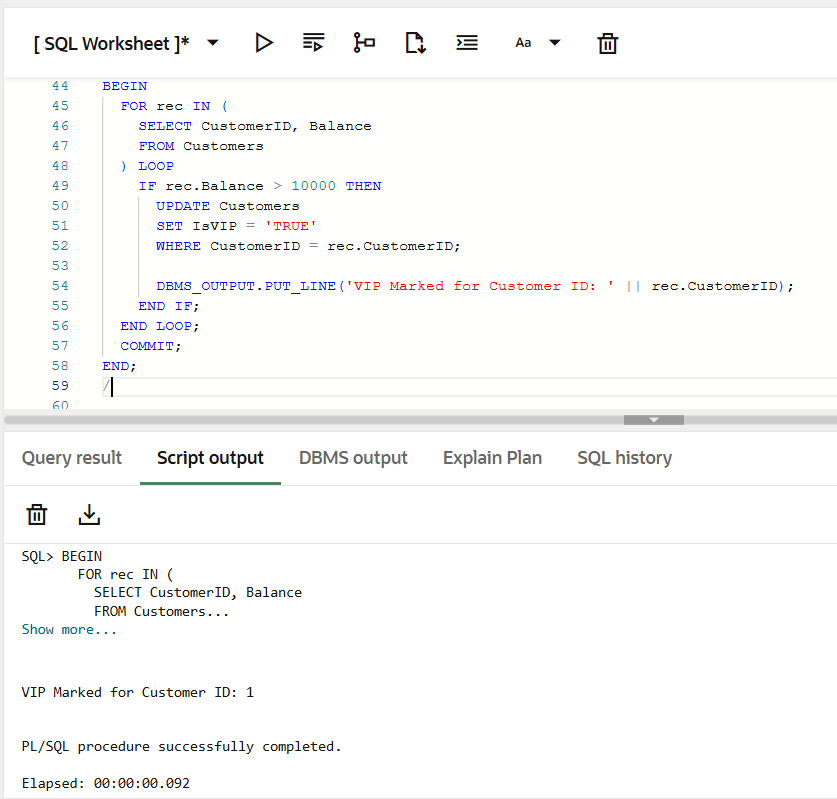 [ SQL Worksheet ]*
Aa
44 BEGIN
45 FOR rec IN (
46 SELECT CustomerID, Balance
47 FROM Customers
48 ) LOOP
49 IF rec.Balance > 10000 THEN
50 UPDATE Customers
51 SET IsVIP = 'TRUE'
52 WHERE CustomerID = rec.CustomerID;
53
54 DBMS_OUTPUT.PUT_LINE('VIP Marked for Customer ID: ' || rec.CustomerID);
55 END IF;
56 END LOOP;
57 COMMIT;
58 END;
59 /
60
Query result Script output DBMS output Explain Plan SQL history
SQL> BEGIN
FOR rec IN (
SELECT CustomerID, Balance
FROM Customers...
Show more...
VIP Marked for Customer ID: 1
PL/SQL procedure successfully completed.
Elapsed: 00:00:00.092